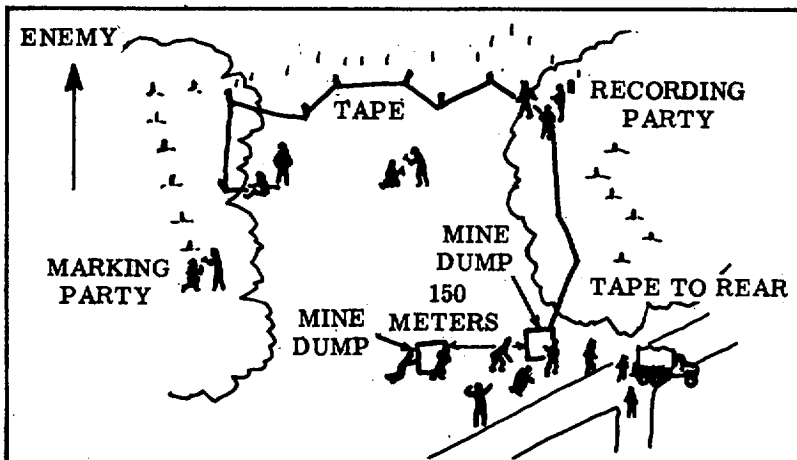 ENEMY
TAPE
RECORDING
PARTY
MINE
DUMP
MARKING
PARTY
150
METERS
TAPE TO REAR
MINE
DUMP